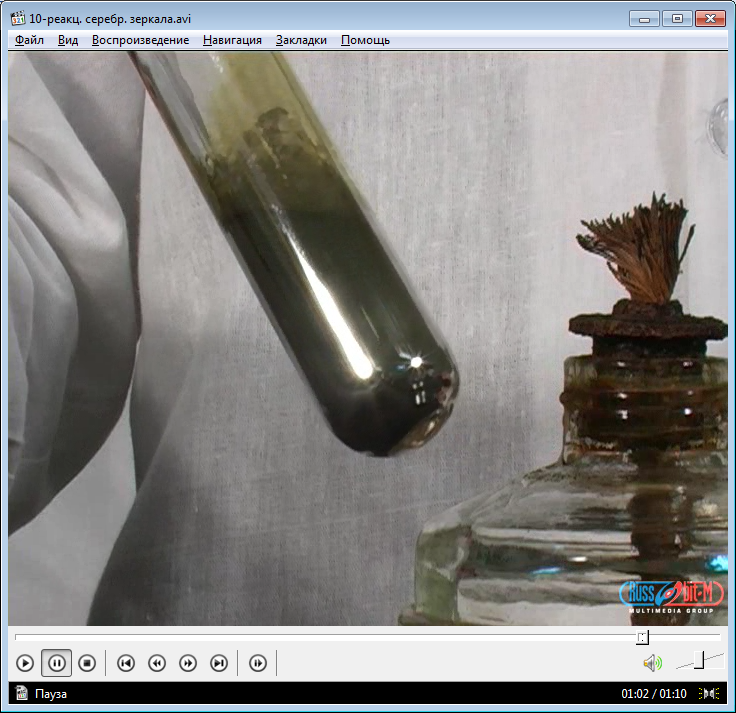 10-реакц. серебр. зеркала.avi
Файл Вид Воспроизведение Навигация Закладки Помощь
Russ bit-M
MULTIMEDIA GROUP
Пауза 01:02 / 01:10